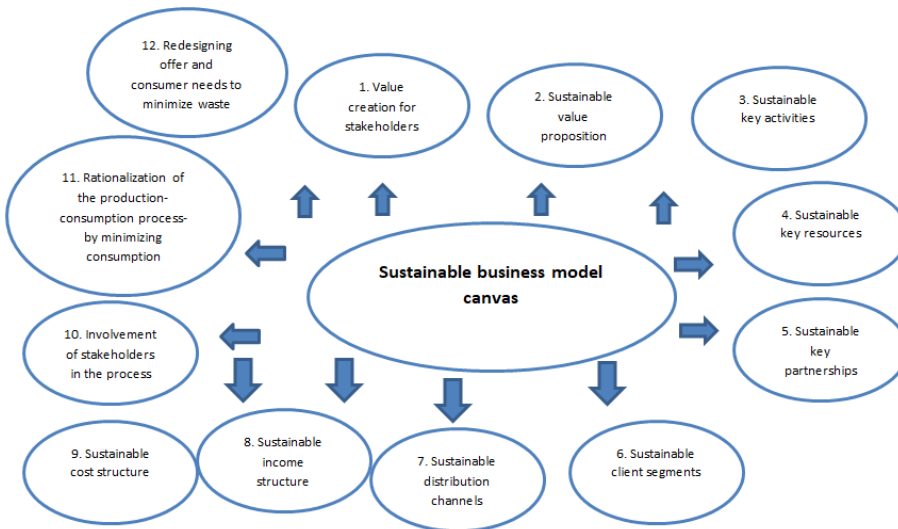 12. Redesigning
offer and
consumer needs to
minimize waste
1. Value
creation for
stakeholders
2. Sustainable
value
proposition
3. Sustainable
key activities
11. Rationalization of
the production-
consumption process-
by minimizing
consumption
4. Sustainable
key resources
Sustainable business model
canvas
10. Involvement
of stakeholders
in the process
5. Sustainable
key
partnerships
9. Sustainable
cost structure
8. Sustainable
income
structure
7. Sustainable
distribution
channels
6. Sustainable
client segments